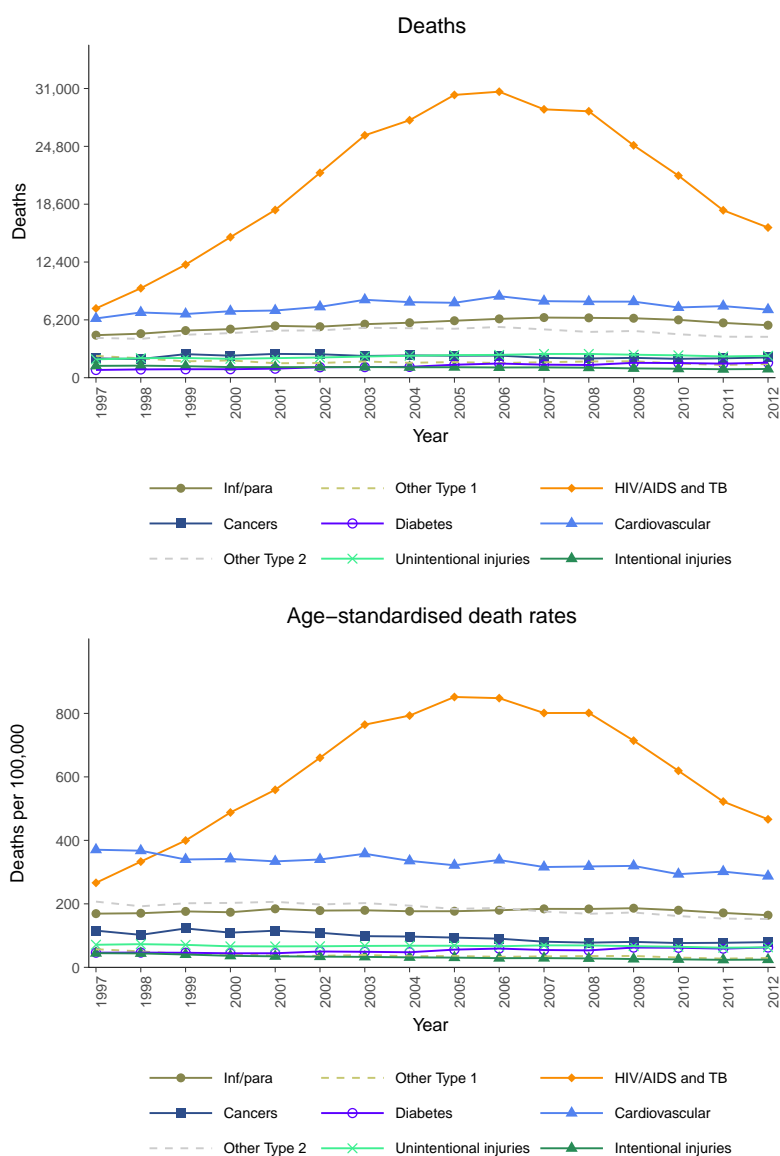 Deaths
31,000
24,800
18,600
12,400
6,200
0
Deaths
1997 1998 1999 2000 2001 2002 2003 2004 2005 2006 2007 2008 2009 2010 2011 2012
Year
Inf/para Other Type 1 HIV/AIDS and TB
Cancers Diabetes Cardiovascular
Other Type 2 Unintentional injuries Intentional injuries
Age−standardised death rates
800
600
400
200
0
Deaths per 100,000
1997 1998 1999 2000 2001 2002 2003 2004 2005 2006 2007 2008 2009 2010 2011 2012
Year
Inf/para Other Type 1 HIV/AIDS and TB
Cancers Diabetes Cardiovascular
Other Type 2 Unintentional injuries Intentional injuries